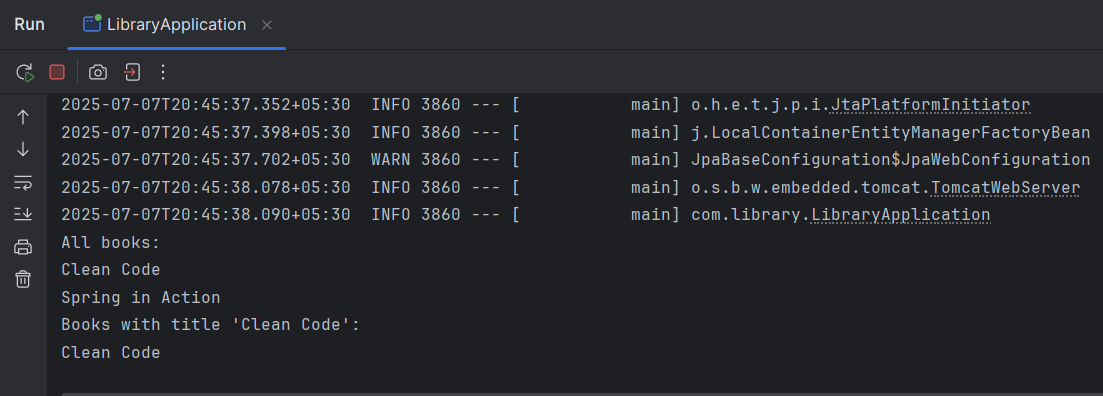 Run LibraryApplication
2025-07-07T20:45:37.352+05:30  INFO 3860 --- [           main] o.h.e.t.j.p.i.JtaPlatformInitiator
2025-07-07T20:45:37.398+05:30  INFO 3860 --- [           main] j.LocalContainerEntityManagerFactoryBean
2025-07-07T20:45:37.702+05:30  WARN 3860 --- [           main] JpaBaseConfiguration$JpaWebConfiguration
2025-07-07T20:45:38.078+05:30  INFO 3860 --- [           main] o.s.b.w.embedded.tomcat.TomcatWebServer
2025-07-07T20:45:38.090+05:30  INFO 3860 --- [           main] com.library.LibraryApplication
All books:
Clean Code
Spring in Action
Books with title 'Clean Code':
Clean Code